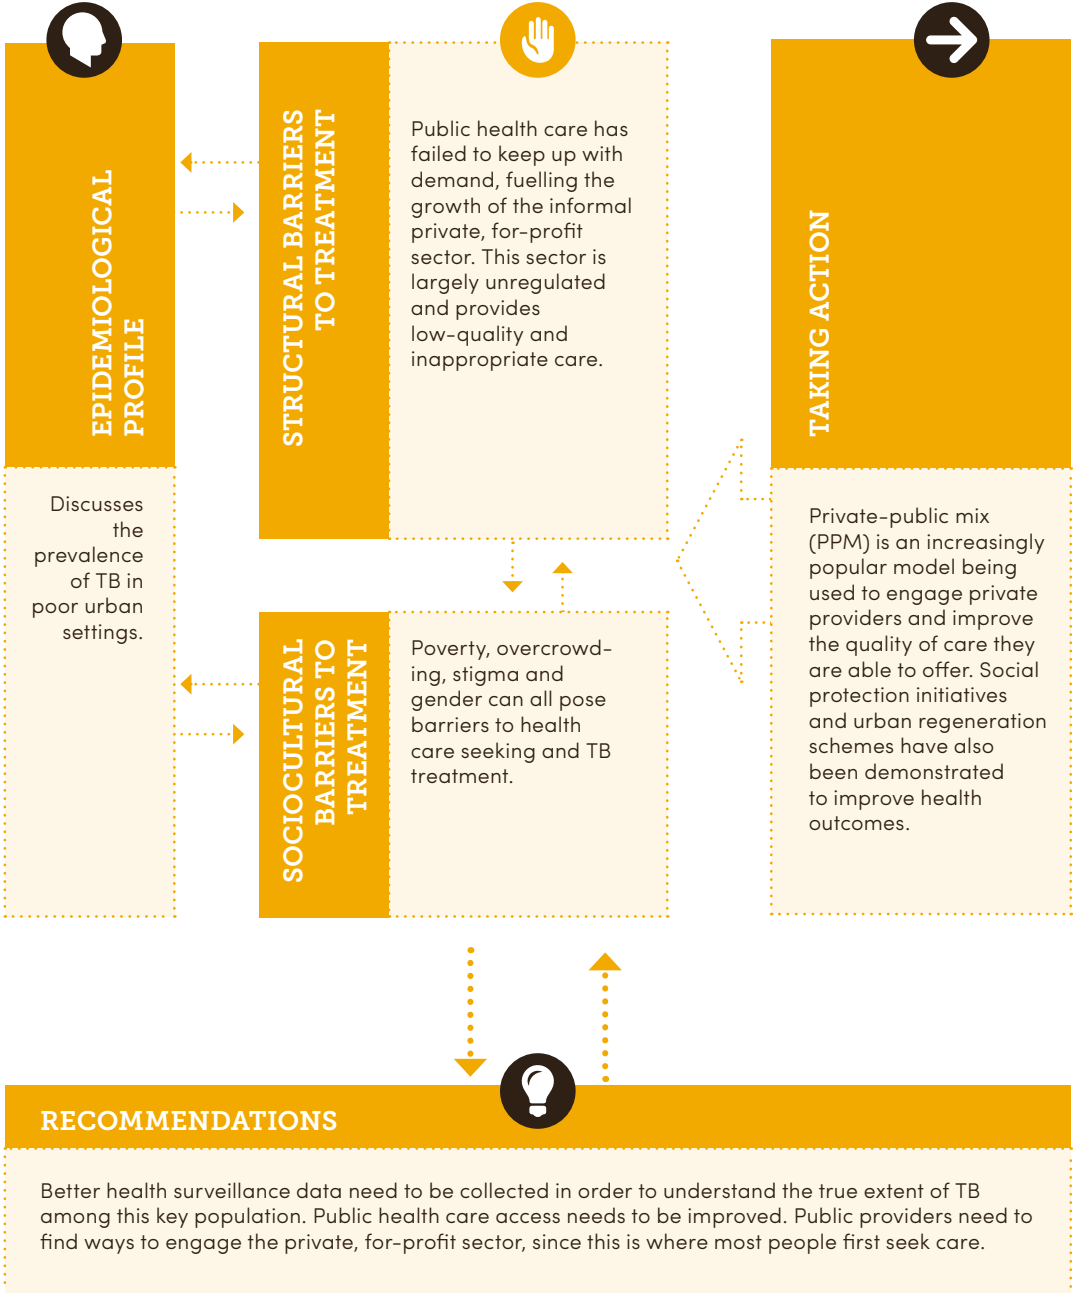 EPIDEMIOLOGICAL
PROFILE
Discusses
the
prevalence
of TB in
poor urban
settings.
STRUCTURAL BARRIERS
TO TREATMENT
Public health care has
failed to keep up with
demand, fuelling the
growth of the informal
private, for-profit
sector. This sector is
largely unregulated
and provides
low-quality and
inappropriate care.
SOCIOCULTURAL
BARRIERS TO
TREATMENT
Poverty, overcrowd-
ing, stigma and
gender can all pose
barriers to health
care seeking and TB
treatment.
TAKING ACTION
Private-public mix
(PPM) is an increasingly
popular model being
used to engage private
providers and improve
the quality of care they
are able to offer. Social
protection initiatives
and urban regeneration
schemes have also
been demonstrated
to improve health
outcomes.
RECOMMENDATIONS
Better health surveillance data need to be collected in order to understand the true extent of TB
among this key population. Public health care access needs to be improved. Public providers need to
find ways to engage the private, for-profit sector, since this is where most people first seek care.